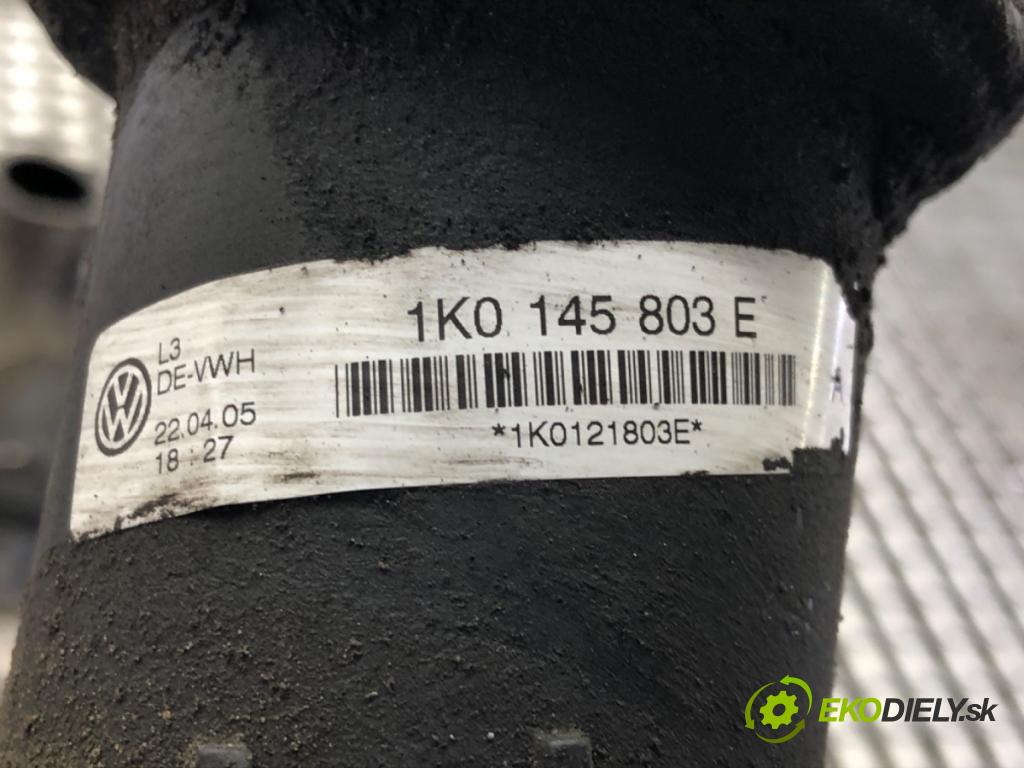 L3
DE-VWH
22.04.05
18:27
1K0 145 803 E
*1K0121803E*
A
EKODIELY.sk